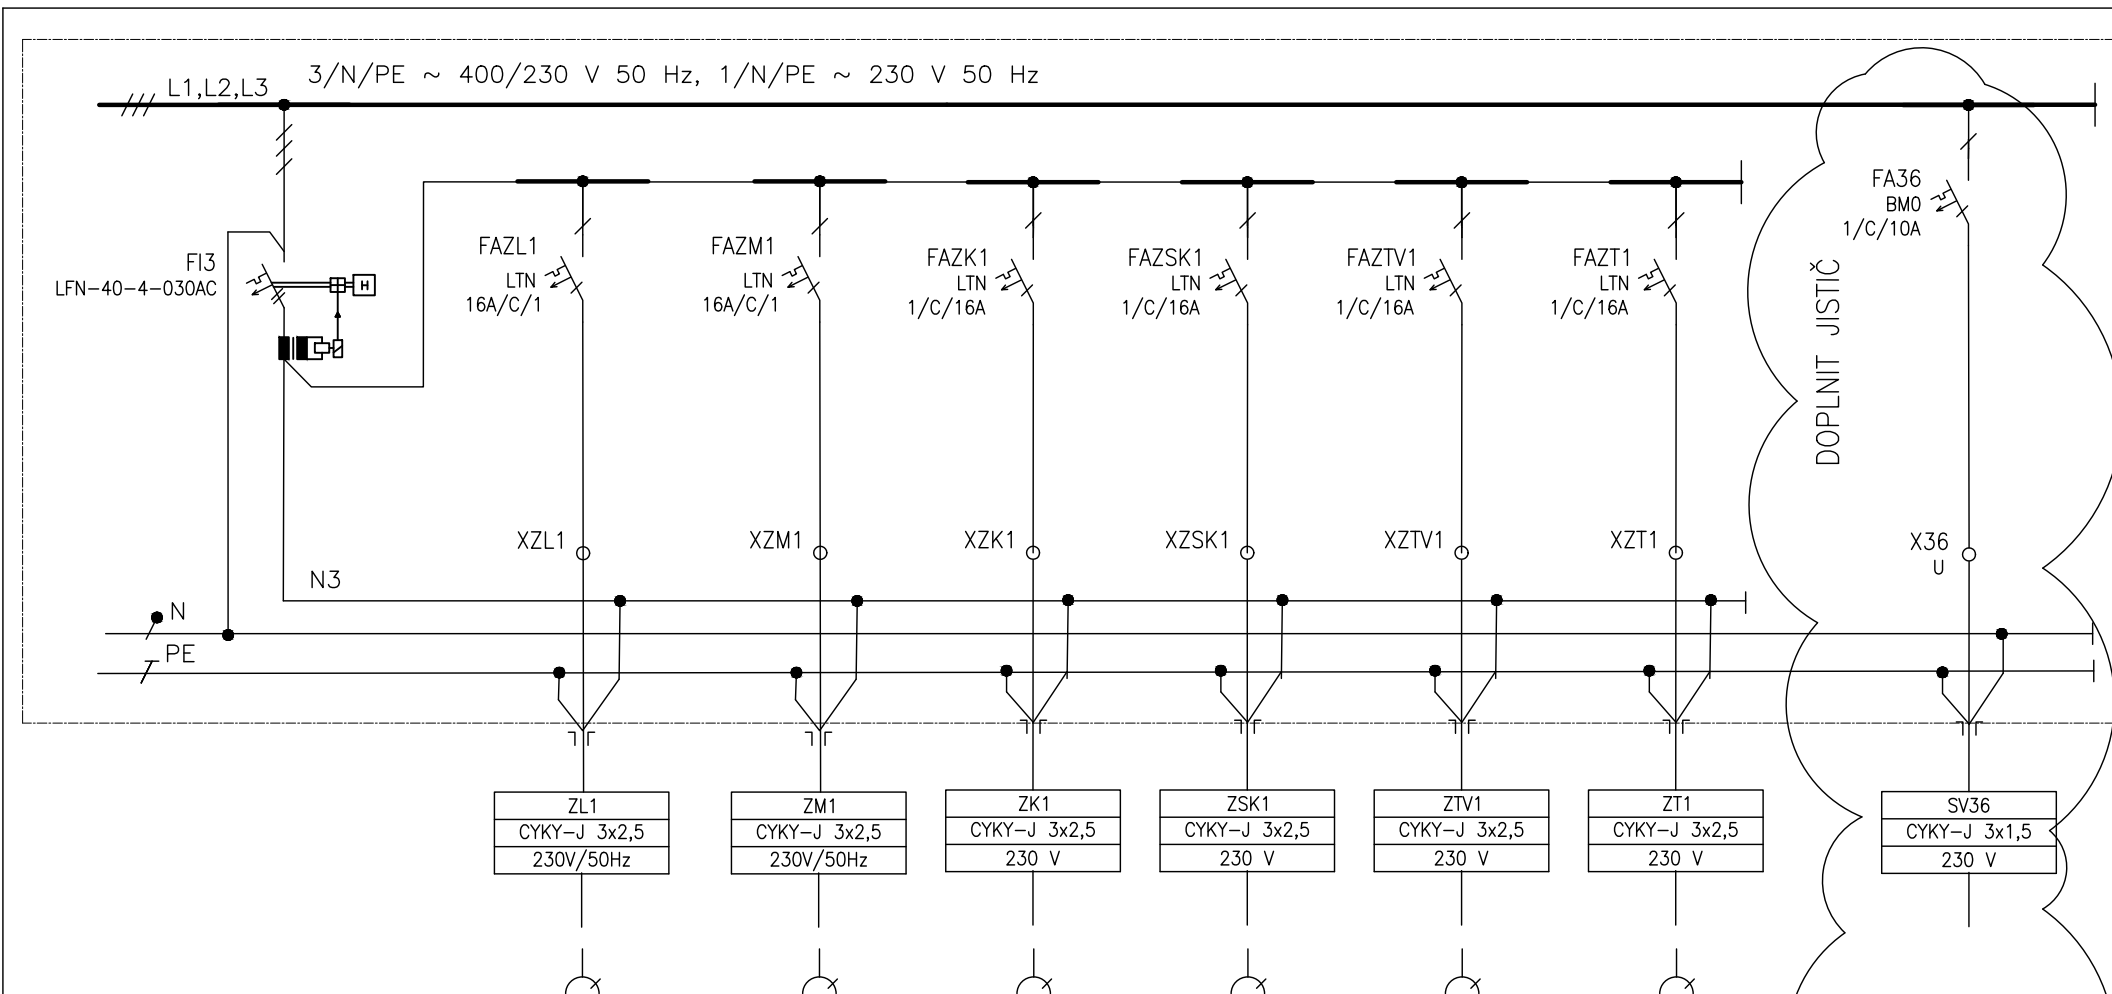 3/N/PE ~ 400/230 V 50 Hz, 1/N/PE ~ 230 V 50 Hz
L1,L2,L3
FI3
LFN-40-4-030AC
H
FAZL1
LTN
16A/C/1
FAZM1
LTN
16A/C/1
FAZK1
LTN
1/C/16A
FAZSK1
LTN
1/C/16A
FAZTV1
LTN
1/C/16A
FAZT1
LTN
1/C/16A
FA36
BM0
1/C/10A
DOPLNIT JISTIČ
XZL1
XZM1
XZK1
XZSK1
XZTV1
XZT1
X36
U
N3
N
PE
ZL1
CYKY-J 3x2,5
230V/50Hz
ZM1
CYKY-J 3x2,5
230V/50Hz
ZK1
CYKY-J 3x2,5
230 V
ZSK1
CYKY-J 3x2,5
230 V
ZTV1
CYKY-J 3x2,5
230 V
ZT1
CYKY-J 3x2,5
230 V
SV36
CYKY-J 3x1,5
230 V